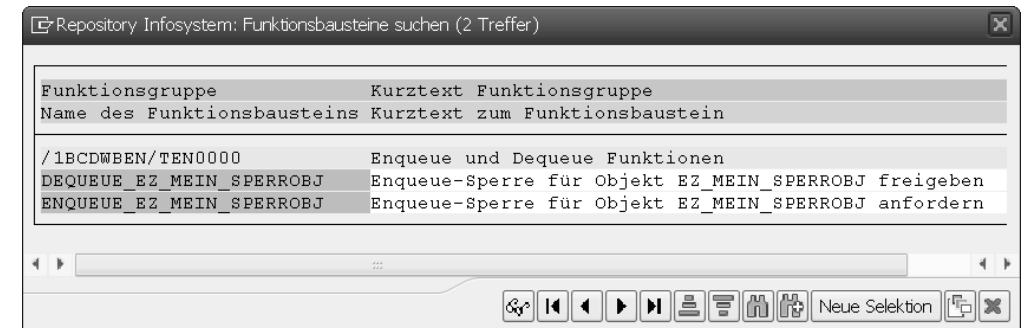 Repository Infosystem: Funktionsbausteine suchen (2 Treffer)
Funktionsgruppe Kurztext Funktionsgruppe
Name des Funktionsbausteins Kurztext zum Funktionsbaustein
/1BCDWBEN/TEN0000 Enqueue und Dequeue Funktionen
DEQUEUE_EZ_MEIN_SPERROBJ Enqueue-Sperre für Objekt EZ_MEIN_SPERROBJ freigeben
ENQUEUE_EZ_MEIN_SPERROBJ Enqueue-Sperre für Objekt EZ_MEIN_SPERROBJ anfordern
Neue Selektion